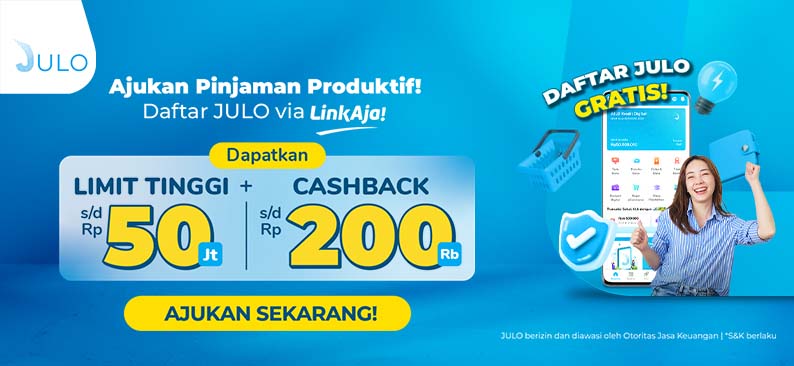 JULO
Ajukan Pinjaman Produktif!
Daftar JULO via LinkAja!
Dapatkan
LIMIT TINGGI + CASHBACK
s/d Rp 50 Jt
s/d Rp 200 Rb
AJUKAN SEKARANG!
DAFTAR JULO
GRATIS!
JULO berizin dan diawasi oleh Otoritas Jasa Keuangan | *S&K berlaku